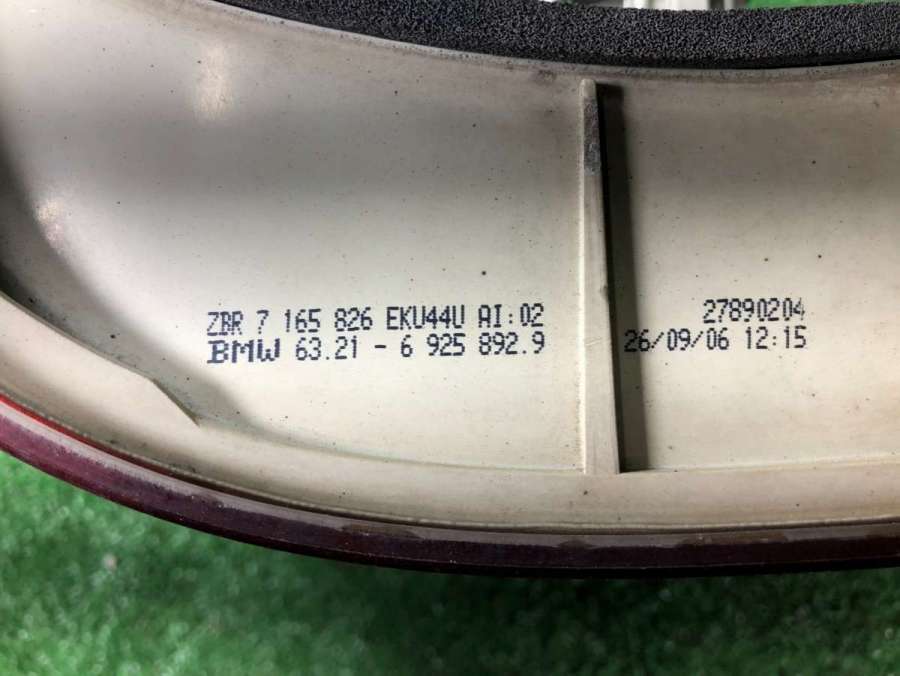 ZBR 7 165 826 EKU44U AI:02
BMW 63.21 - 6 925 892.9
27890204
26/09/06 12:15